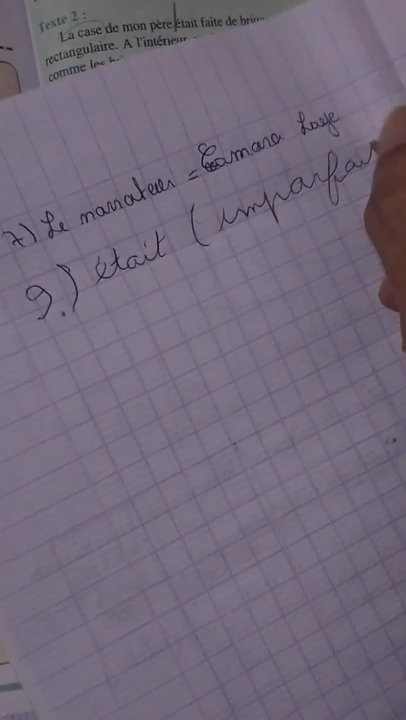 Texte 2 :
La case de mon père était faite de
rectangulaire. A l'intérieur
comme les
7) Le narrateur = Camara Laye
9.) était (imparfai